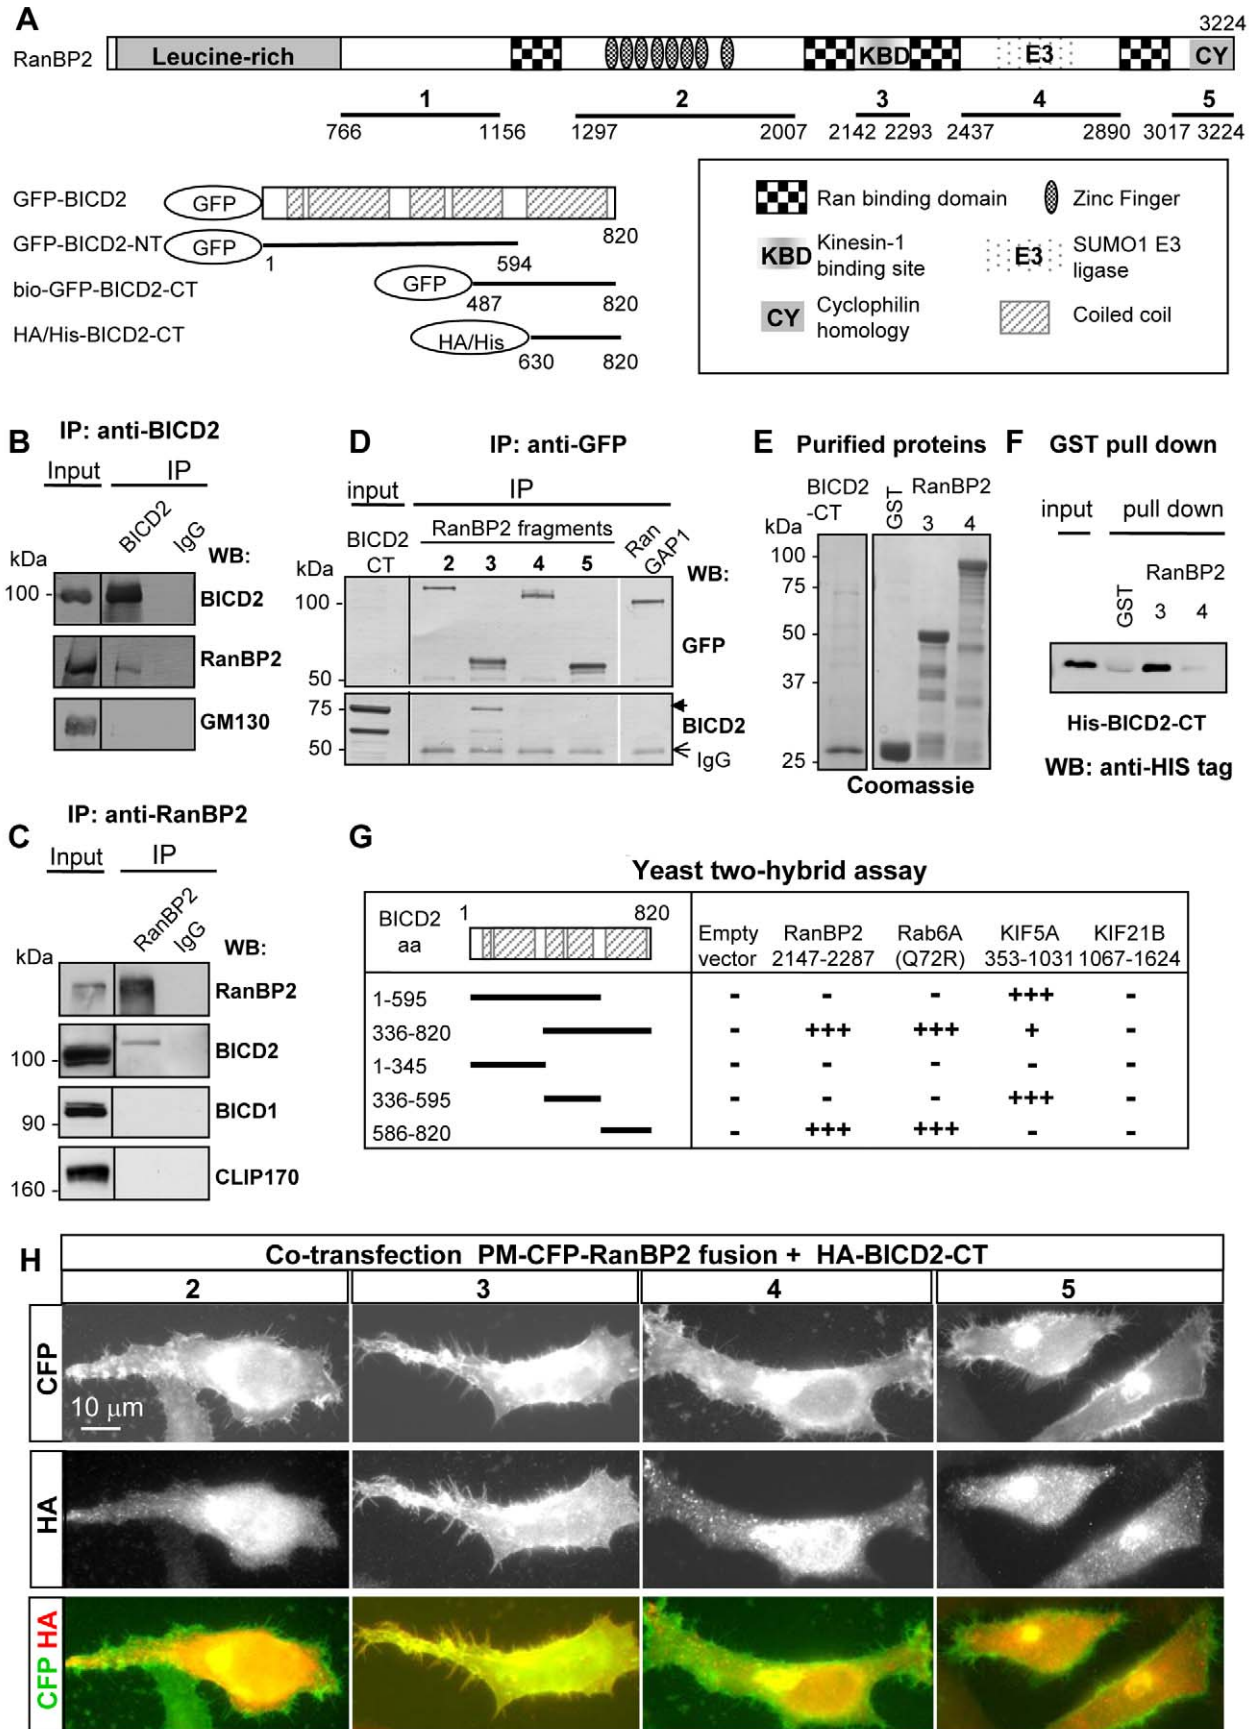 A
3224
RanBP2
Leucine-rich
KBD
E3
CY
1
2
3
4
5
766
1156
1297
2007
2142 2293
2437
2890
3017 3224
GFP-BICD2
GFP
820
GFP-BICD2-NT
GFP
1
594
bio-GFP-BICD2-CT
GFP
487
820
HA/His-BICD2-CT
HA/His
630
820
Ran binding domain
Zinc Finger
KBD
Kinesin-1
binding site
E3
SUMO1 E3
ligase
CY
Cyclophilin
homology
Coiled coil
B
IP: anti-BICD2
Input
IP
BICD2
IgG
WB:
kDa
100
BICD2
RanBP2
GM130
C
IP: anti-RanBP2
Input
IP
RanBP2
IgG
WB:
kDa
RanBP2
100
BICD2
90
BICD1
160
CLIP170
D
IP: anti-GFP
input
IP
BICD2
CT
RanBP2 fragments
Ran
GAP1
kDa
2
3
4
5
WB:
100
GFP
50
75
BICD2
50
IgG
E
Purified proteins
BICD2
-CT
GST
RanBP2
kDa
3
4
100
75
50
37
25
Coomassie
F
GST pull down
input
pull down
RanBP2
GST
3
4
His-BICD2-CT
WB: anti-HIS tag
G
Yeast two-hybrid assay
BICD2
aa
1
820
Empty
vector
RanBP2
2147-2287
Rab6A
(Q72R)
KIF5A
353-1031
KIF21B
1067-1624
1-595 - - - +++ -
336-820 - +++ +++ + -
1-345 - - - - -
336-595 - - - +++ -
586-820 - +++ +++ - -
H
Co-transfection PM-CFP-RanBP2 fusion + HA-BICD2-CT
2
3
4
5
CFP
10 μm
HA
CFP HA